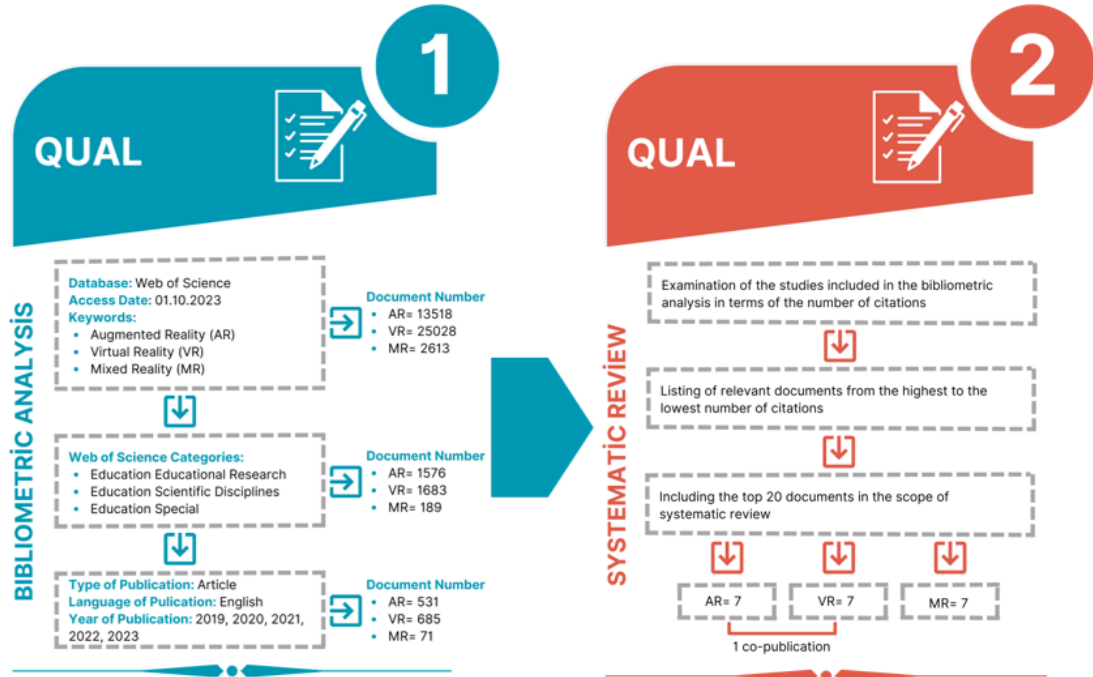 1
QUAL
BIBLIOMETRİC ANALYSİS
Database: Web of Science
Access Date: 01.10.2023
Keywords:
• Augmented Reality (AR)
• Virtual Reality (VR)
• Mixed Reality (MR)
Document Number
• AR= 13518
• VR= 25028
• MR= 2613
Web of Science Categories:
• Education Educational Research
• Education Scientific Disciplines
• Education Special
Document Number
• AR= 1576
• VR= 1683
• MR= 189
Type of Publication: Article
Language of Pulication: English
Year of Publication: 2019, 2020, 2021,
2022, 2023
Document Number
• AR= 531
• VR= 685
• MR= 71
2
QUAL
SYSTEMATİC REVİEW
Examination of the studies included in the bibliometric
analysis in terms of the number of citations
Listing of relevant documents from the highest to the
lowest number of citations
Including the top 20 documents in the scope of
systematic review
AR= 7
VR= 7
MR= 7
1 co-publication